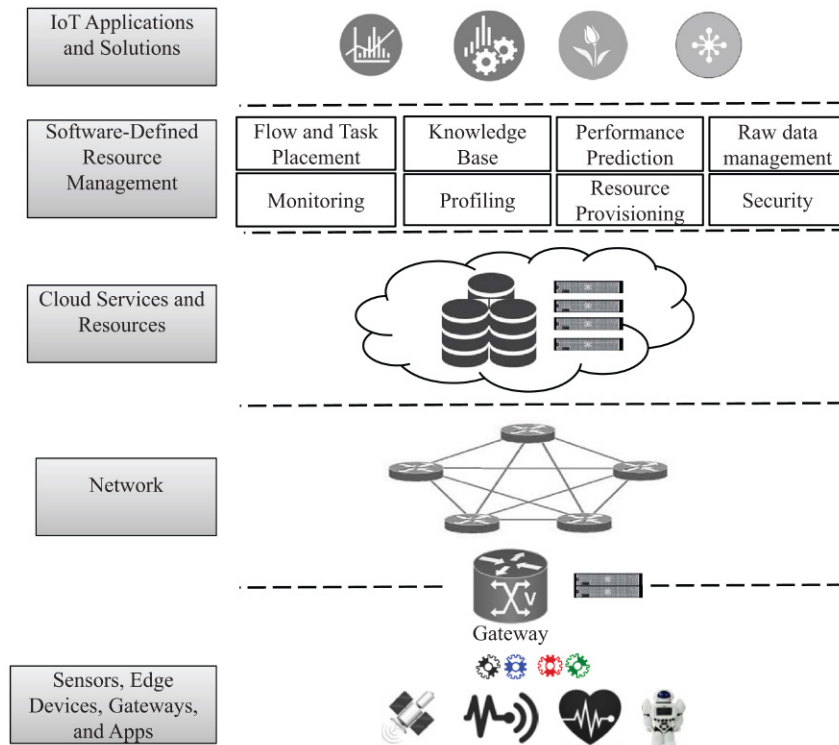 IoT Applications
and Solutions
Software-Defined
Resource
Management
Flow and Task
Placement
Knowledge
Base
Performance
Prediction
Raw data
management
Monitoring
Profiling
Resource
Provisioning
Security
Cloud Services and
Resources
Network
V
Gateway
Sensors, Edge
Devices, Gateways,
and Apps